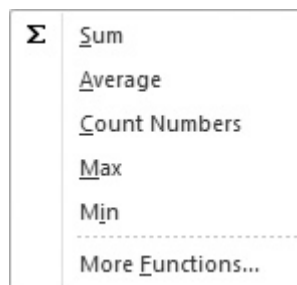 Σ Sum
Average
Count Numbers
Max
Min
More Functions...